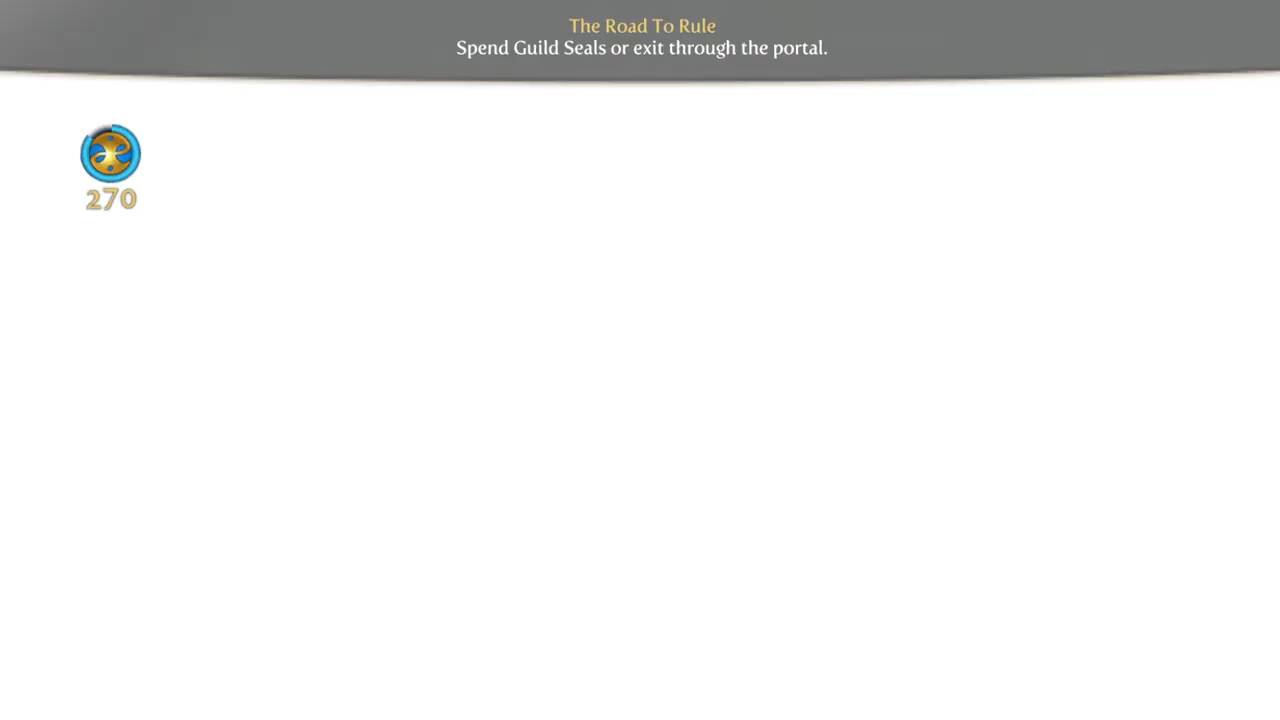 The Road To Rule
Spend Guild Seals or exit through the portal.
270